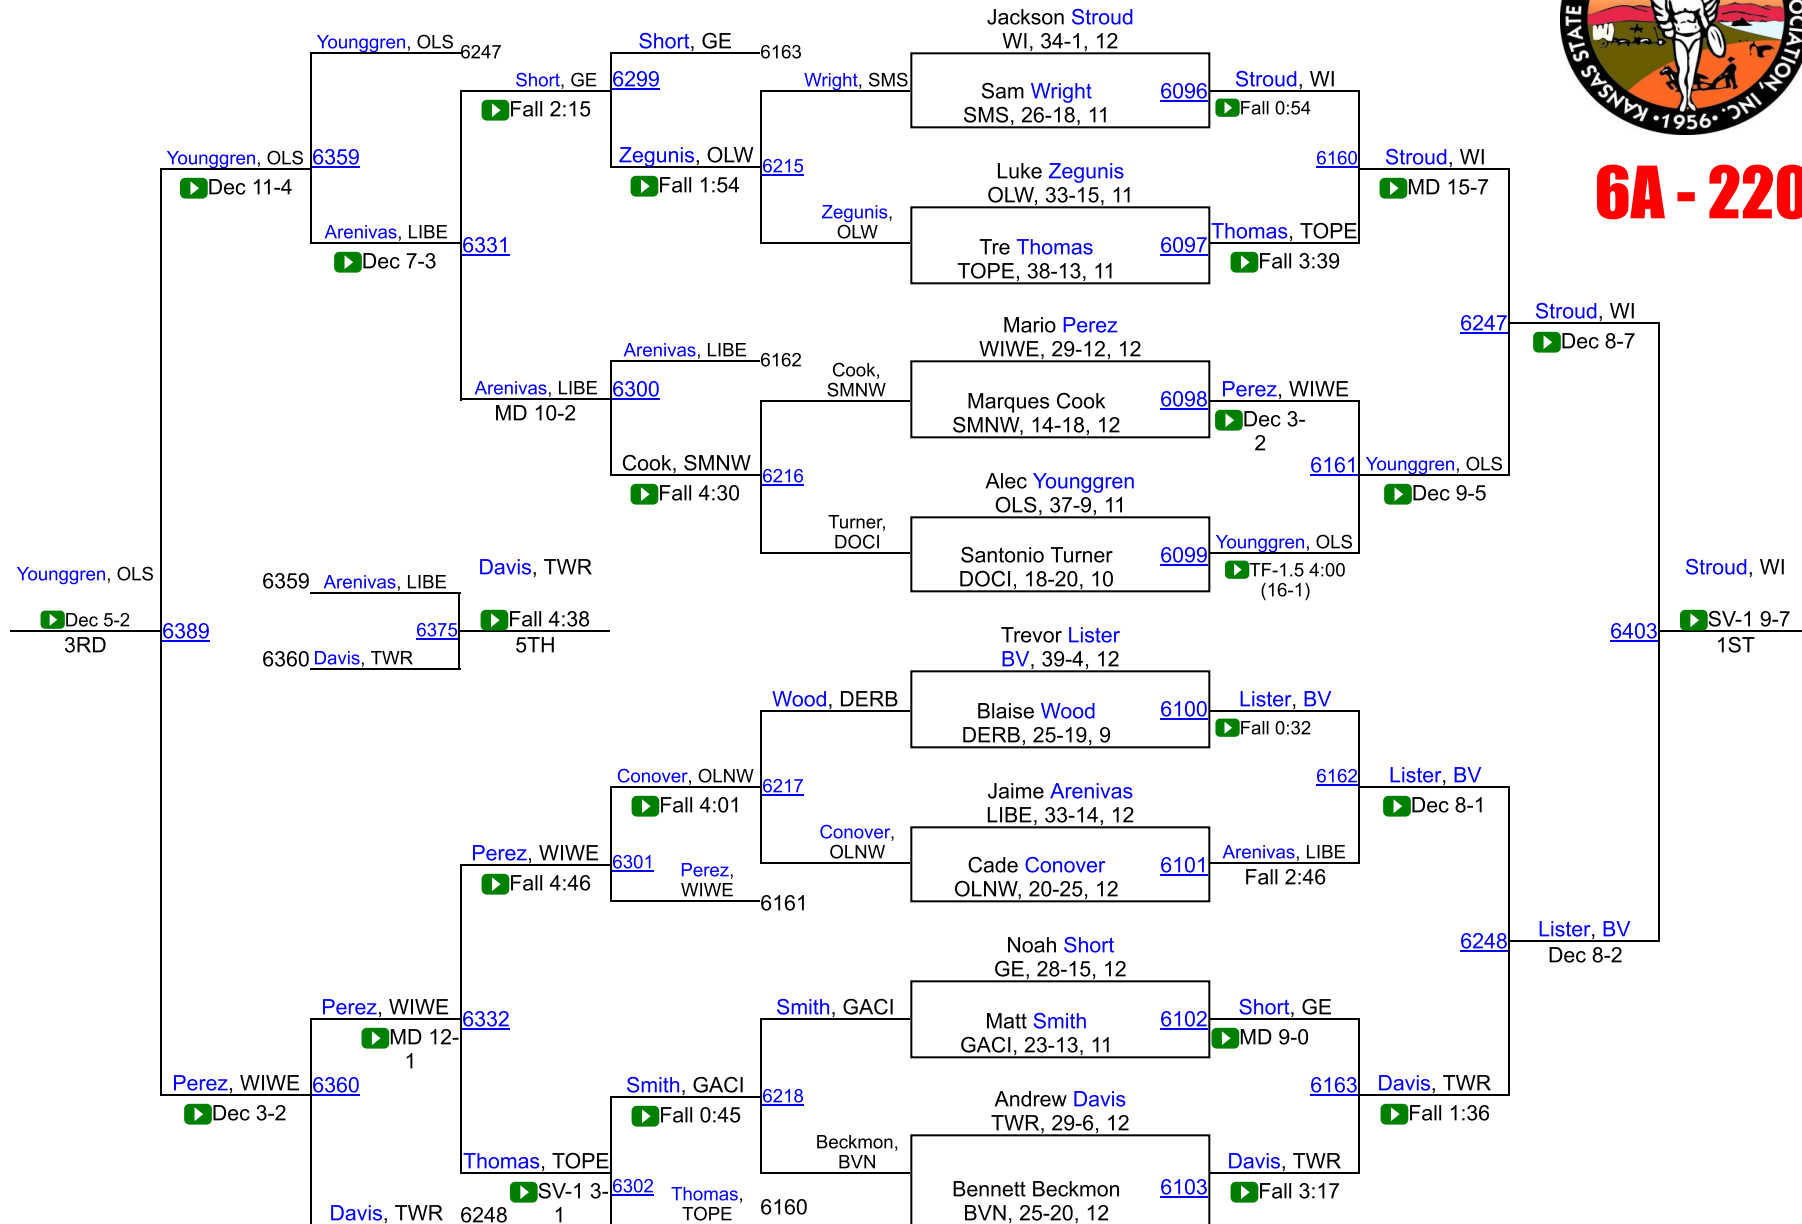 Jackson Stroud
WI, 34-1, 12
Sam Wright
SMS, 26-18, 11
Luke Zegunis
OLW, 33-15, 11
Tre Thomas
TOPE, 38-13, 11
Mario Perez
WIWE, 29-12, 12
Marques Cook
SMNW, 14-18, 12
Alec Younggren
OLS, 37-9, 11
Santonio Turner
DOCI, 18-20, 10
Trevor Lister
BV, 39-4, 12
Blaise Wood
DERB, 25-19, 9
Jaime Arenivas
LIBE, 33-14, 12
Cade Conover
OLNW, 20-25, 12
Noah Short
GE, 28-15, 12
Matt Smith
GACI, 23-13, 11
Andrew Davis
TWR, 29-6, 12
Bennett Beckmon
BVN, 25-20, 12
6096
Stroud, WI
Fall 0:54
6097
Thomas, TOPE
Fall 3:39
6098
Perez, WIWE
Dec 3-
2
6099
Younggren, OLS
TF-1.5 4:00
(16-1)
6100
Lister, BV
Fall 0:32
6101
Arenivas, LIBE
Fall 2:46
6102
Short, GE
MD 9-0
6103
Davis, TWR
Fall 3:17
6160
Stroud, WI
MD 15-7
6161
Younggren, OLS
Dec 9-5
6162
Lister, BV
Dec 8-1
6163
Davis, TWR
Fall 1:36
6247
Stroud, WI
Dec 8-7
6248
Lister, BV
Dec 8-2
6403
Stroud, WI
SV-1 9-7
1ST
Wright, SMS
Zegunis,
OLW
6215
Zegunis, OLW
Fall 1:54
Cook,
SMNW
Turner,
DOCI
6216
Cook, SMNW
Fall 4:30
Wood, DERB
Conover,
OLNW
6217
Conover, OLNW
Fall 4:01
Smith, GACI
Beckmon,
BVN
6218
Smith, GACI
Fall 0:45
Short, GE
6163
6299
Short, GE
Fall 2:15
Arenivas, LIBE
6162
6300
Arenivas, LIBE
MD 10-2
Perez,
WIWE
6161
6301
Perez, WIWE
Fall 4:46
Thomas,
TOPE
6160
6302
Thomas, TOPE
SV-1 3-
1
6331
Arenivas, LIBE
Dec 7-3
6332
Perez, WIWE
MD 12-
1
Younggren, OLS
6247
6359
Younggren, OLS
Dec 11-4
Davis, TWR
6248
6360
Perez, WIWE
Dec 3-2
6389
Younggren, OLS
Dec 5-2
3RD
6359
Arenivas, LIBE
6360
Davis, TWR
6375
Davis, TWR
Fall 4:38
5TH
KANSAS STATE
OCIATION, INC.
•1956•
6A - 220